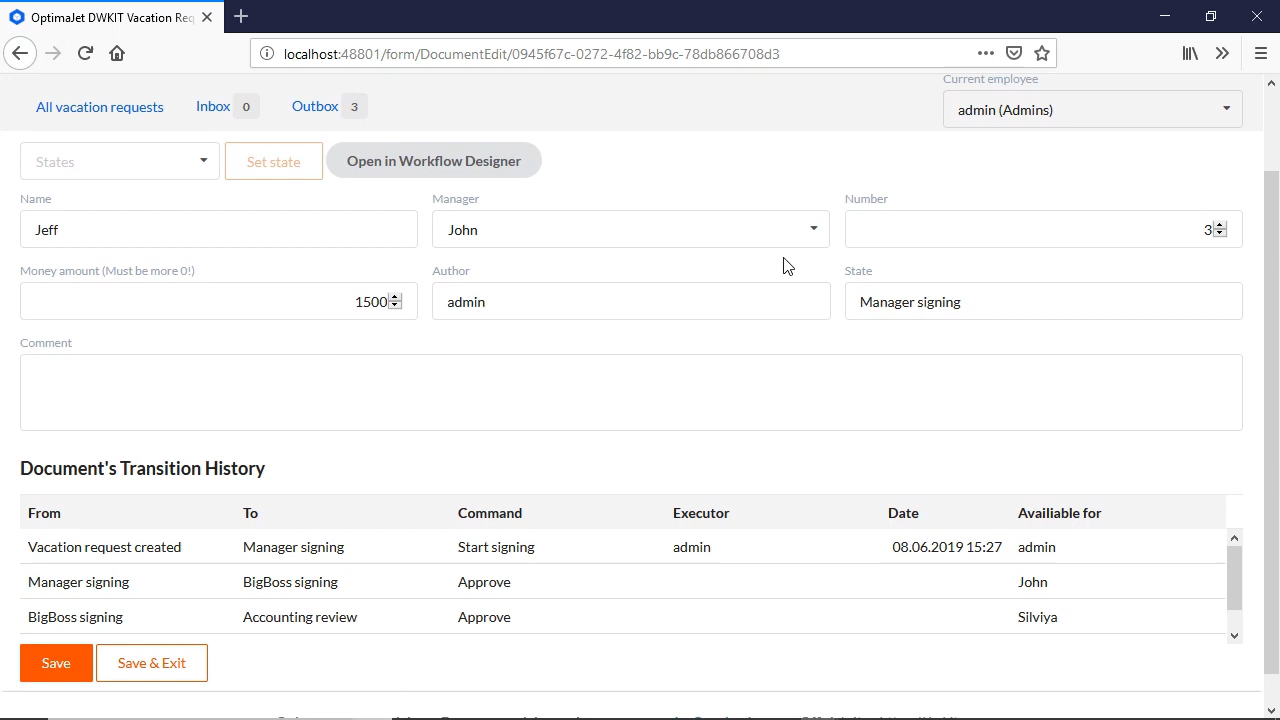 OptimaJet DWKIT Vacation Req
localhost:48801/form/DocumentEdit/0945f67c-0272-4f82-bb9c-78db866708d3
Current employee
All vacation requests Inbox 0 Outbox 3 admin (Admins)
States Set state Open in Workflow Designer
Name Manager Number
Jeff John 3
Money amount (Must be more 0!) Author State
1500 admin Manager signing
Comment
Document's Transition History
From To Command Executor Date Availiable for
Vacation request created Manager signing Start signing admin 08.06.2019 15:27 admin
Manager signing BigBoss signing Approve John
BigBoss signing Accounting review Approve Silviya
Save Save & Exit